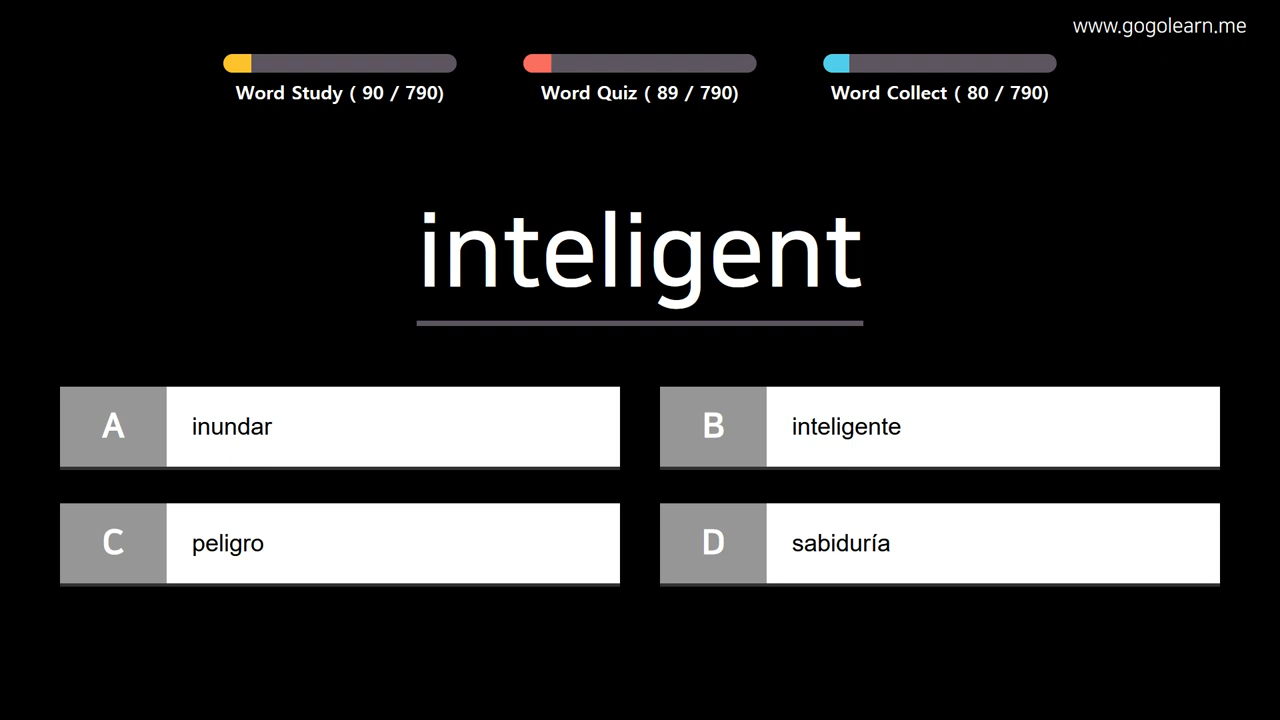 www.gogolearn.me
Word Study ( 90 / 790)
Word Quiz ( 89 / 790)
Word Collect ( 80 / 790)
inteligent
A
inundar
B
inteligente
C
peligro
D
sabiduría